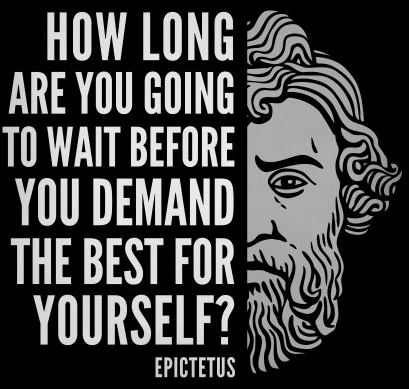 HOW LONG
ARE YOU GOING
TO WAIT BEFORE
YOU DEMAND
THE BEST FOR
YOURSELF?
EPICTETUS